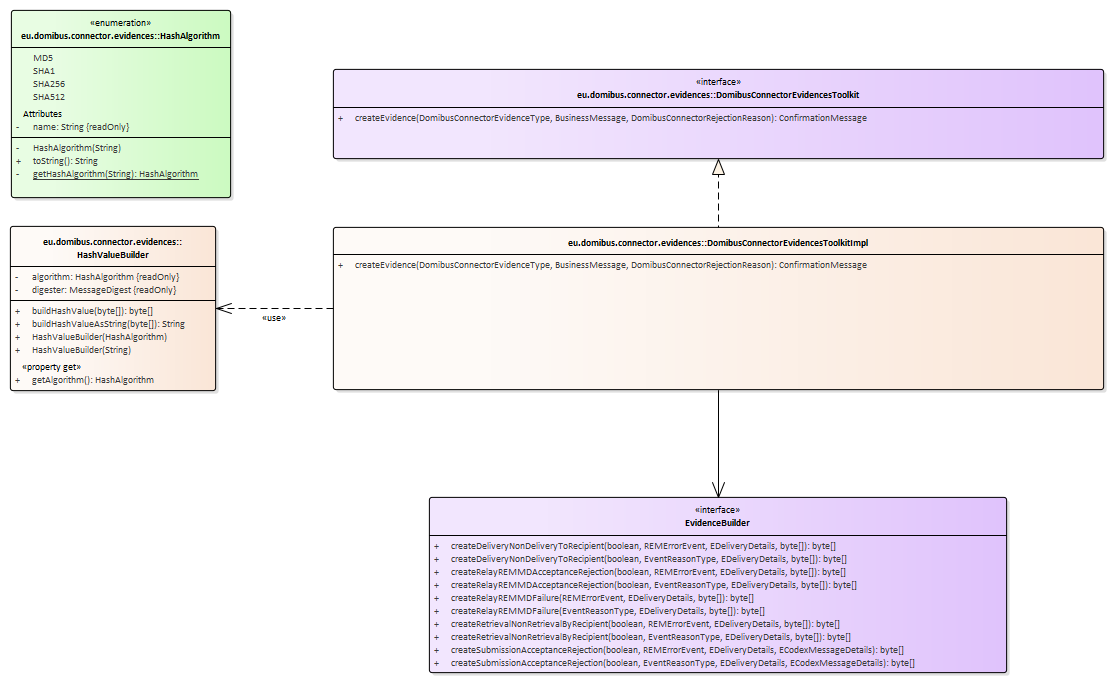 «enumeration»
eu.domibus.connector.evidences::HashAlgorithm
MD5
SHA1
SHA256
SHA512
Attributes
- name: String {readOnly}
- HashAlgorithm(String)
+ toString(): String
- getHashAlgorithm(String): HashAlgorithm
«interface»
eu.domibus.connector.evidences::DomibusConnectorEvidencesToolkit
+ createEvidence(DomibusConnectorEvidenceType, BusinessMessage, DomibusConnectorRejectionReason): ConfirmationMessage
eu.domibus.connector.evidences::
HashValueBuilder
- algorithm: HashAlgorithm {readOnly}
- digester: MessageDigest {readOnly}
+ buildHashValue(byte[]): byte[]
+ buildHashValueAsString(byte[]): String
+ HashValueBuilder(HashAlgorithm)
+ HashValueBuilder(String)
«property get»
+ getAlgorithm(): HashAlgorithm
«use»
eu.domibus.connector.evidences::DomibusConnectorEvidencesToolkitImpl
+ createEvidence(DomibusConnectorEvidenceType, BusinessMessage, DomibusConnectorRejectionReason): ConfirmationMessage
«interface»
EvidenceBuilder
+ createDeliveryNonDeliveryToRecipient(boolean, REMErrorEvent, EDeliveryDetails, byte[]): byte[]
+ createDeliveryNonDeliveryToRecipient(boolean, EventReasonType, EDeliveryDetails, byte[]): byte[]
+ createRelayREMMDAcceptanceRejection(boolean, REMErrorEvent, EDeliveryDetails, byte[]): byte[]
+ createRelayREMMDAcceptanceRejection(boolean, EventReasonType, EDeliveryDetails, byte[]): byte[]
+ createRelayREMMDFailure(REMErrorEvent, EDeliveryDetails, byte[]): byte[]
+ createRelayREMMDFailure(EventReasonType, EDeliveryDetails, byte[]): byte[]
+ createRetrievalNonRetrievalByRecipient(boolean, REMErrorEvent, EDeliveryDetails, byte[]): byte[]
+ createRetrievalNonRetrievalByRecipient(boolean, EventReasonType, EDeliveryDetails, byte[]): byte[]
+ createSubmissionAcceptanceRejection(boolean, REMErrorEvent, EDeliveryDetails, ECodexMessageDetails): byte[]
+ createSubmissionAcceptanceRejection(boolean, EventReasonType, EDeliveryDetails, ECodexMessageDetails): byte[]